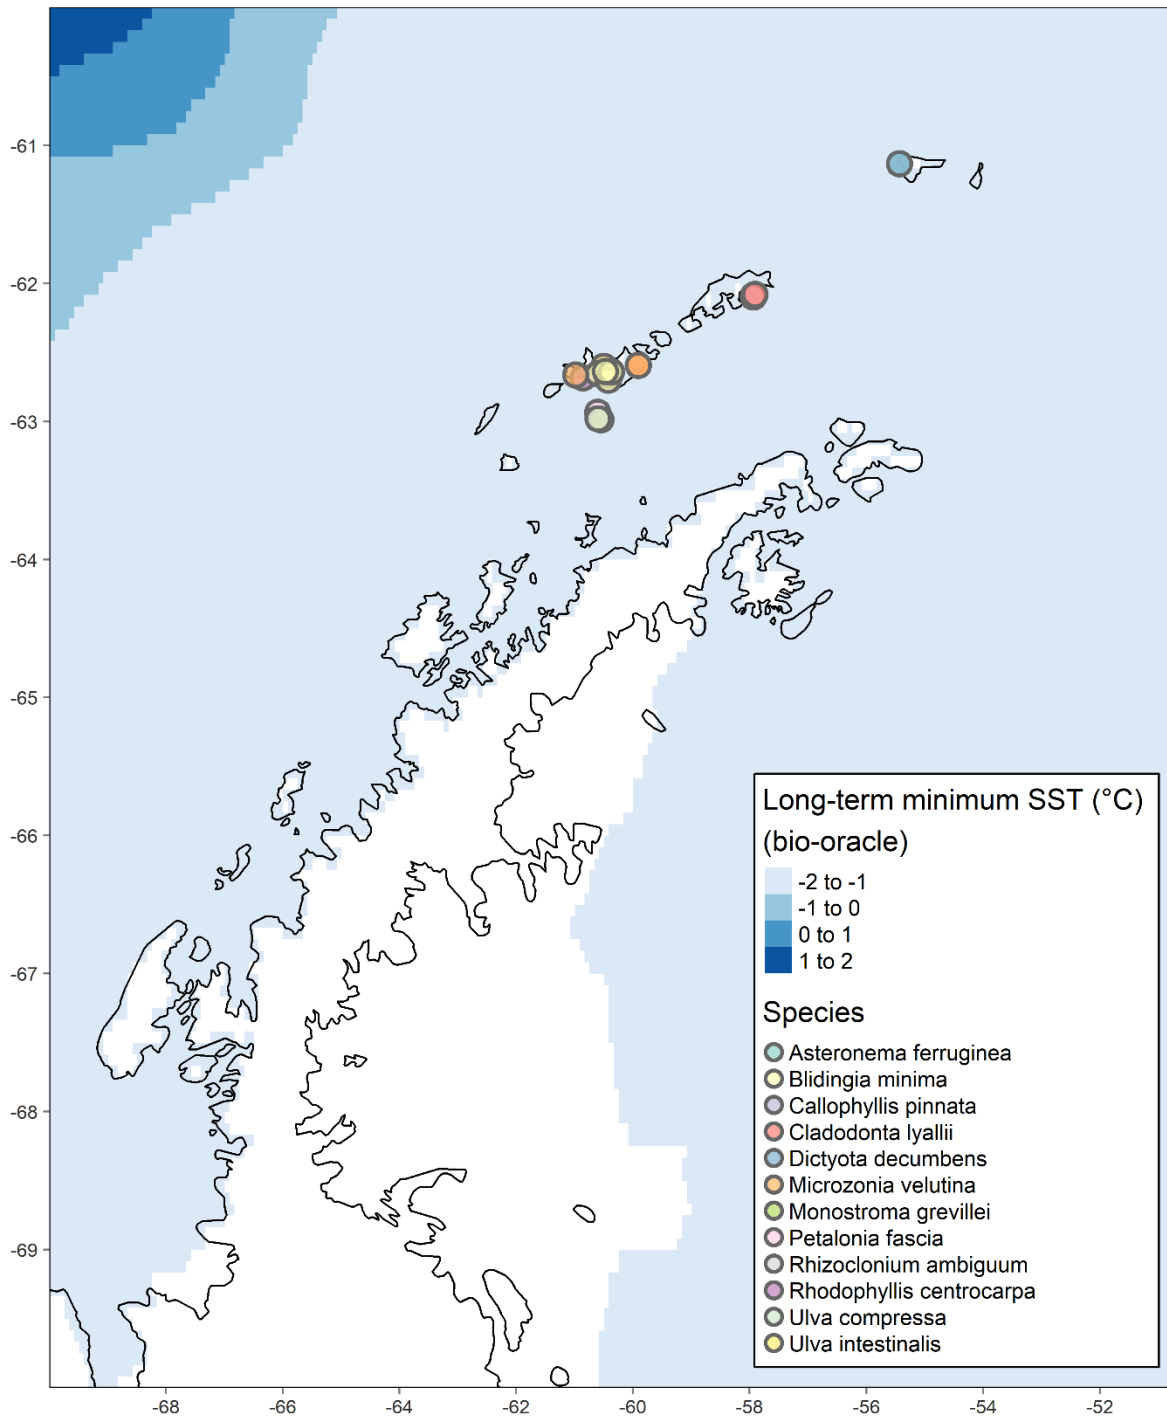 -61
-62
-63
-64
-65
-66
-67
-68
-69
Long-term minimum SST (°C)
(bio-oracle)
-2 to -1
-1 to 0
0 to 1
1 to 2
Species
Asteronema ferruginea
Blidingia minima
Callophyllis pinnata
Cladodonta lyallii
Dictyota decumbens
Microzonia velutina
Monostroma grevillei
Petalonia fascia
Rhizoclonium ambiguum
Rhodophyllis centrocarpa
Ulva compressa
Ulva intestinalis
-68 -66 -64 -62 -60 -58 -56 -54 -52